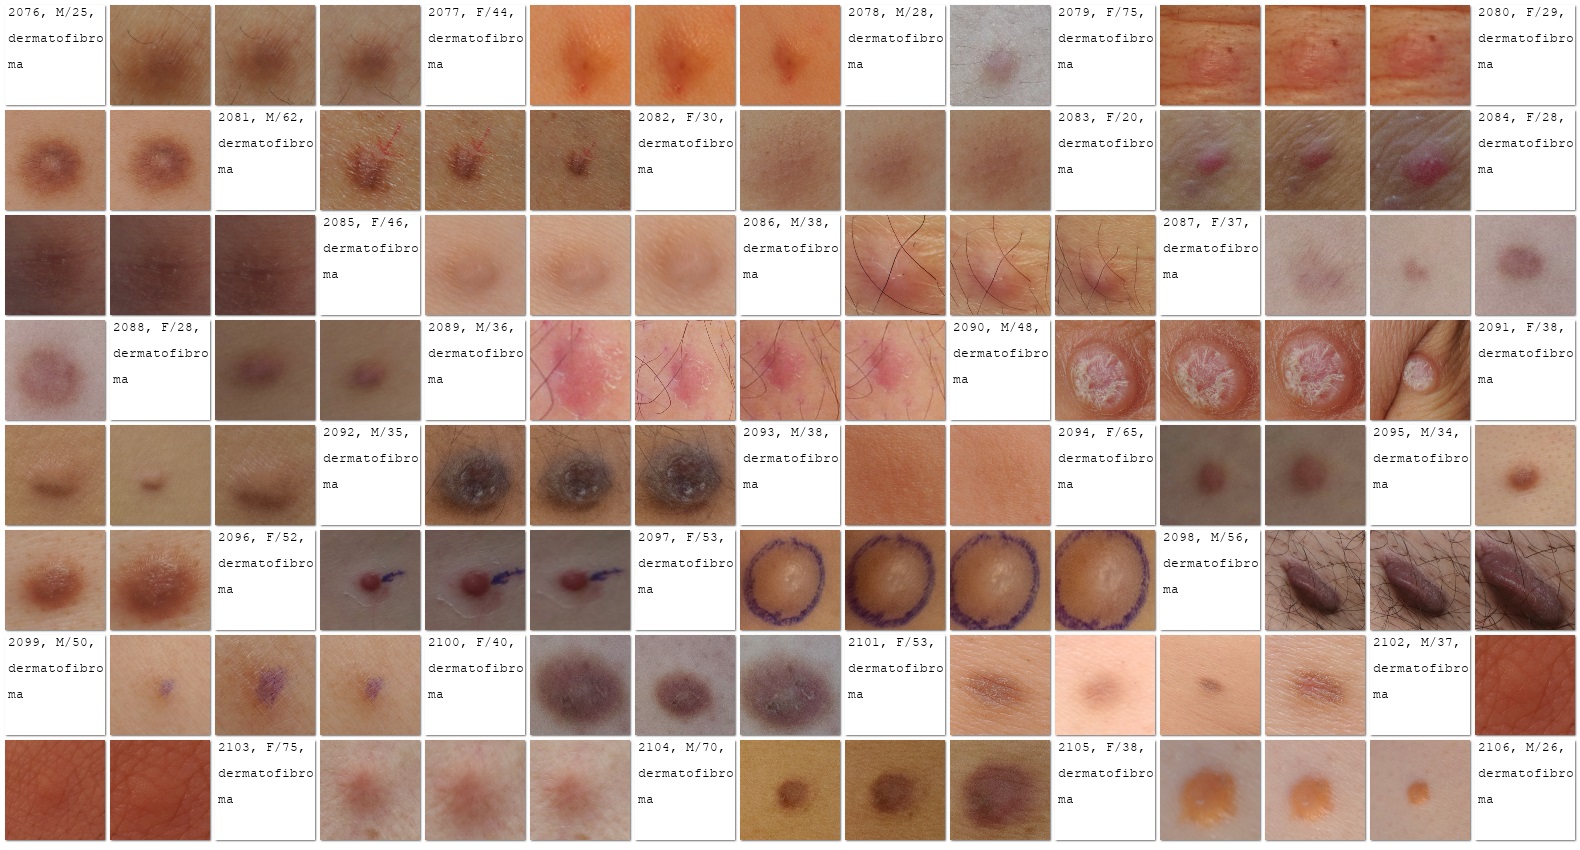 2076, M/25,
dermatofibro
ma
2077, F/44,
dermatofibro
ma
2078, M/28,
dermatofibro
ma
2079, F/75,
dermatofibro
ma
2080, F/29,
dermatofibro
ma
2081, M/62,
dermatofibro
ma
2082, F/30,
dermatofibro
ma
2083, F/20,
dermatofibro
ma
2084, F/28,
dermatofibro
ma
2085, F/46,
dermatofibro
ma
2086, M/38,
dermatofibro
ma
2087, F/37,
dermatofibro
ma
2088, F/28,
dermatofibro
ma
2089, M/36,
dermatofibro
ma
2090, M/48,
dermatofibro
ma
2091, F/38,
dermatofibro
ma
2092, M/35,
dermatofibro
ma
2093, M/38,
dermatofibro
ma
2094, F/65,
dermatofibro
ma
2095, M/34,
dermatofibro
ma
2096, F/52,
dermatofibro
ma
2097, F/53,
dermatofibro
ma
2098, M/56,
dermatofibro
ma
2099, M/50,
dermatofibro
ma
2100, F/40,
dermatofibro
ma
2101, F/53,
dermatofibro
ma
2102, M/37,
dermatofibro
ma
2103, F/75,
dermatofibro
ma
2104, M/70,
dermatofibro
ma
2105, F/38,
dermatofibro
ma
2106, M/26,
dermatofibro
ma